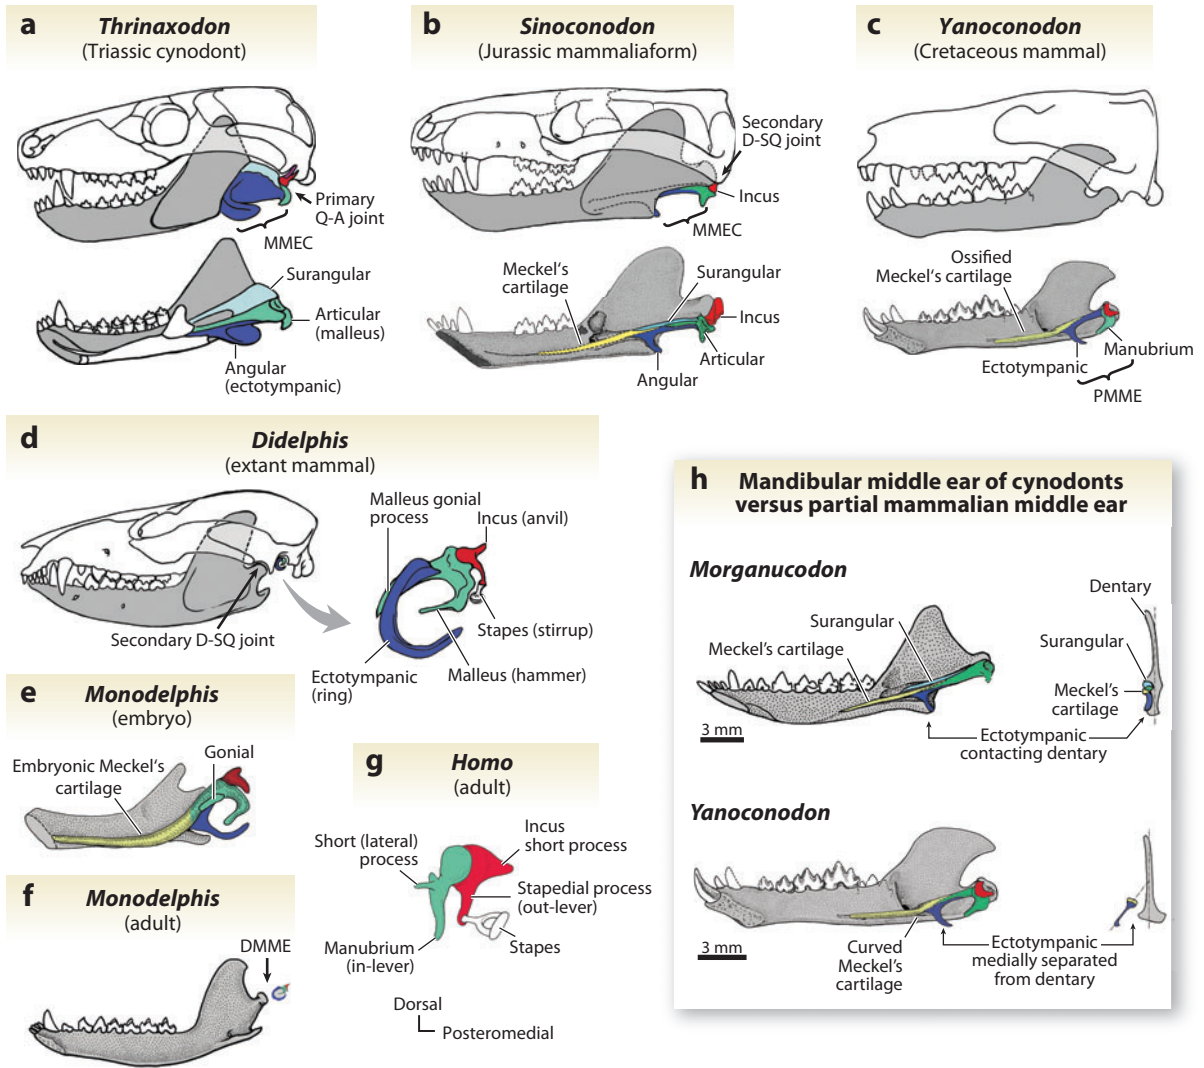 a
Thrinaxodon
(Triassic cynodont)
Primary
Q-A joint
MMEC
Surangular
Articular
(malleus)
Angular
(ectotympanic)
b
Sinoconodon
(Jurassic mammaliaform)
Secondary
D-SQ joint
Incus
MMEC
Meckel's
cartilage
Surangular
Incus
Articular
Angular
c
Yanoconodon
(Cretaceous mammal)
Ossified
Meckel's cartilage
Manubrium
Ectotympanic
PMME
d
Didelphis
(extant mammal)
Malleus gonial
process
Incus (anvil)
Secondary D-SQ joint
Stapes (stirrup)
Ectotympanic
(ring)
Malleus (hammer)
e
Monodelphis
(embryo)
Gonial
Embryonic Meckel's
cartilage
f
Monodelphis
(adult)
DMME
g
Homo
(adult)
Short (lateral)
process
Incus
short process
Stapedial process
(out-lever)
Manubrium
(in-lever)
Stapes
Dorsal
Posteromedial
h
Mandibular middle ear of cynodonts
versus partial mammalian middle ear
Morganucodon
Dentary
Surangular
Surangular
Meckel's cartilage
Meckel's
cartilage
3 mm
Ectotympanic
contacting dentary
Yanoconodon
3 mm
Curved
Meckel's
cartilage
Ectotympanic
medially separated
from dentary